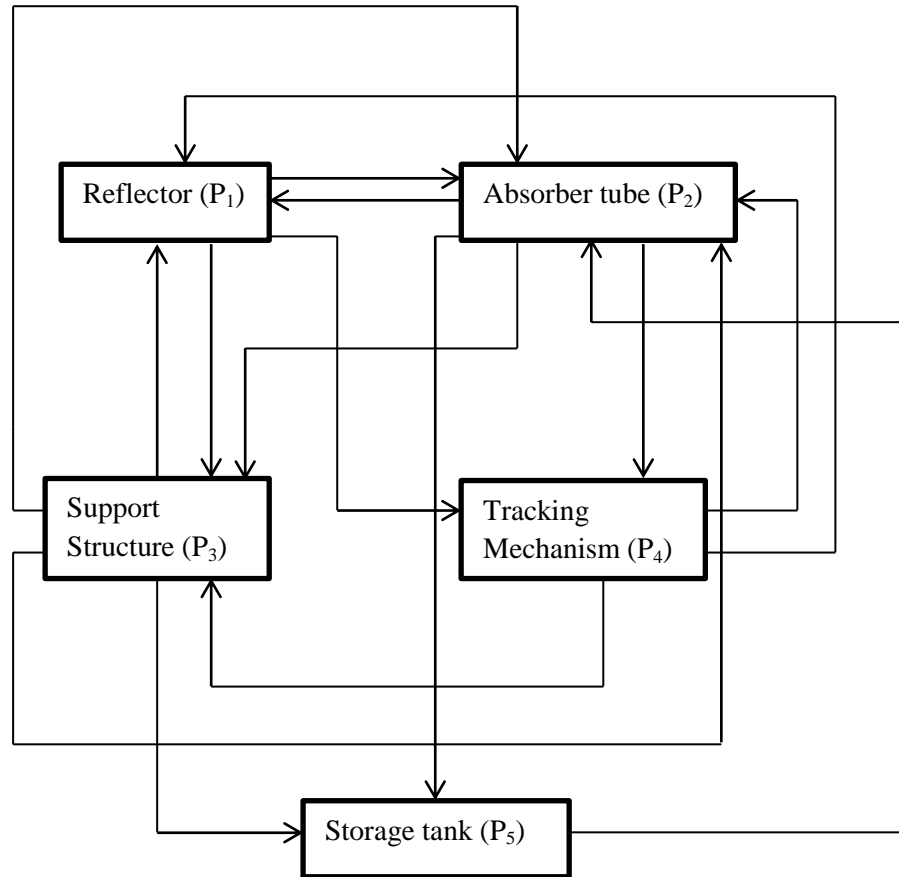 Reflector (P₁)
Absorber tube (P₂)
Support
Structure (P₃)
Tracking
Mechanism (P₄)
Storage tank (P₅)